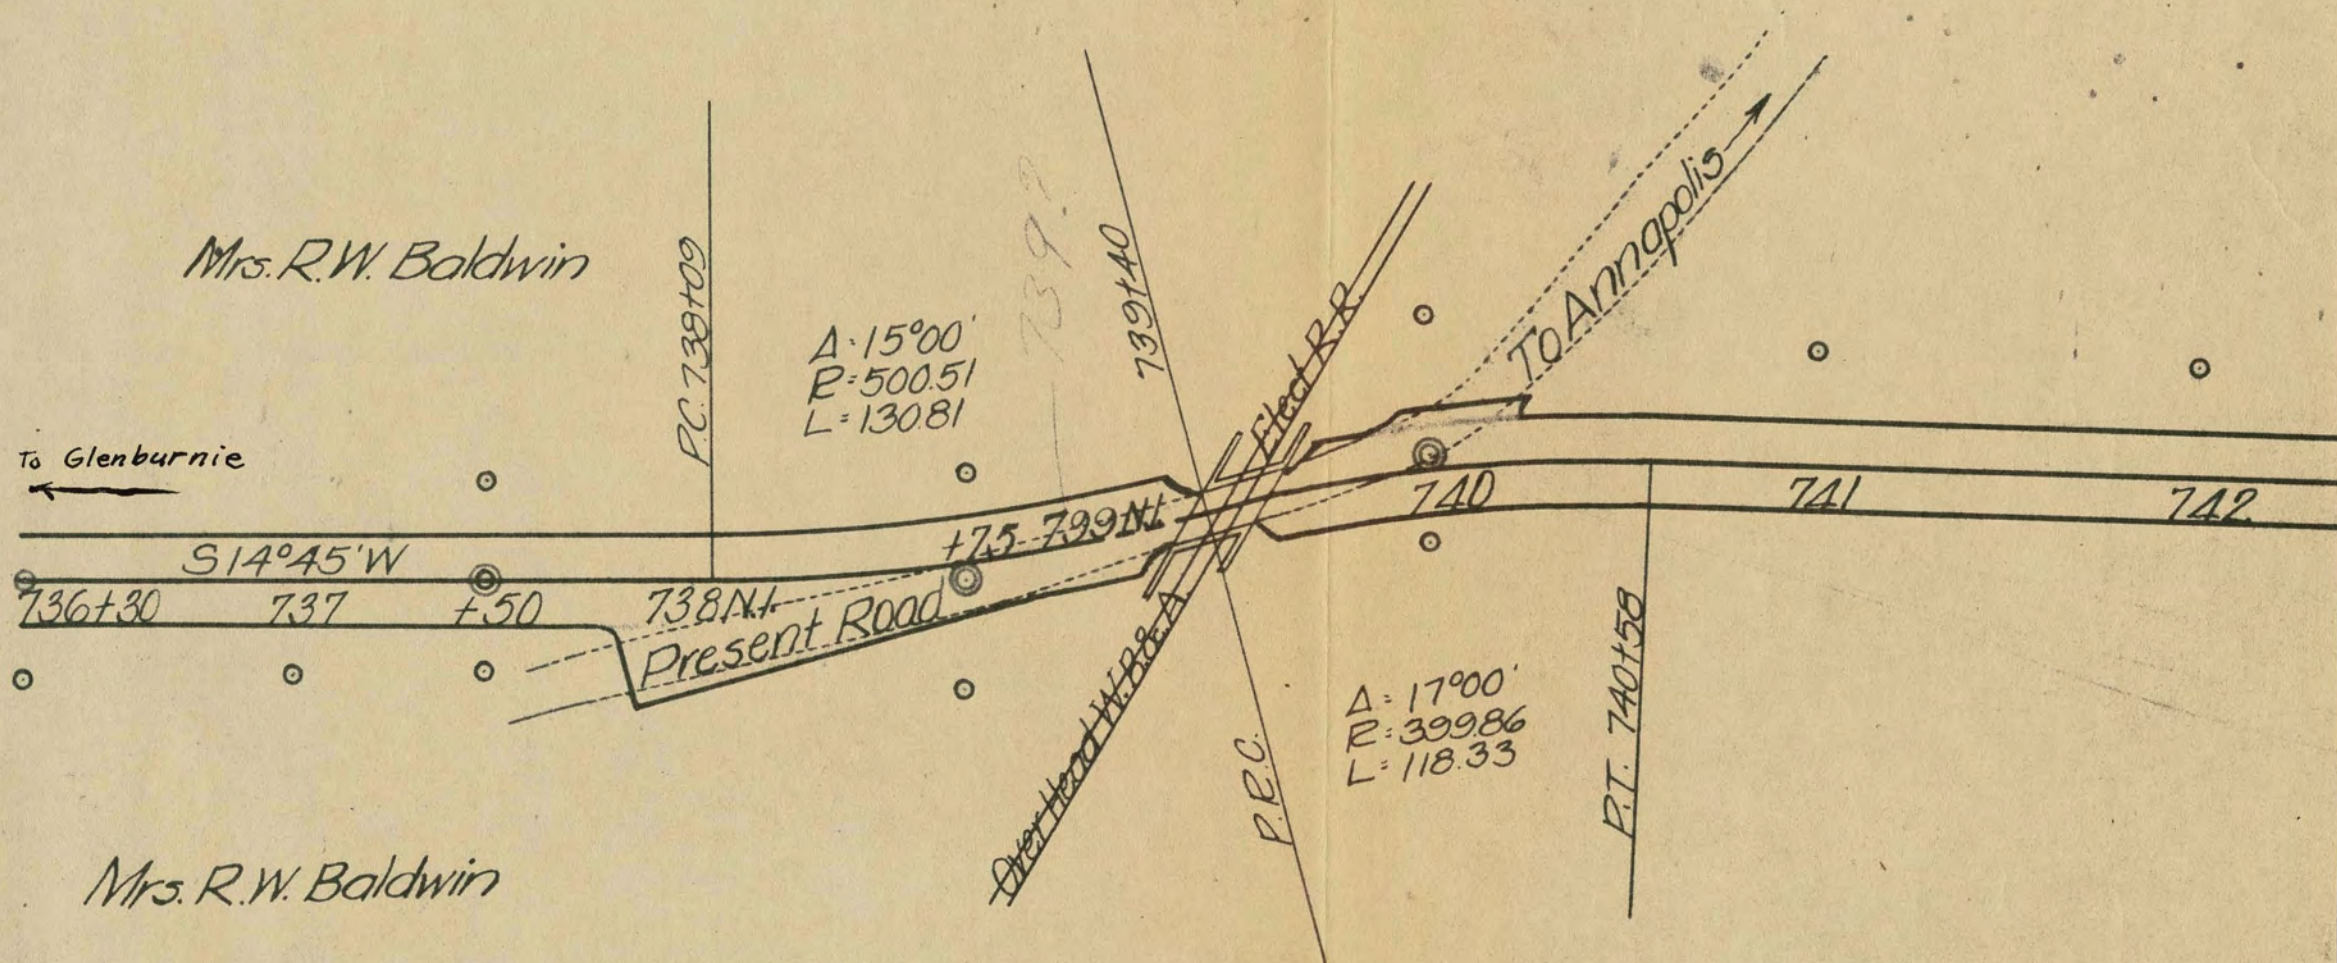 Mrs. R.W. Baldwin
P.C. 738+09
Δ=15°00'
R=500.51
L=130.81
739?
739+40
Elect R.R.
To Annapolis
To Glenburnie
S14°45'W
+75
799 N.I.
740
741
742
736+30
737
+50
738 N.I.
Present Road
Over Head W.B.&.A
P.R.C.
Δ=17°00'
R=399.86
L=118.33
P.T. 740+58
Mrs. R.W. Baldwin